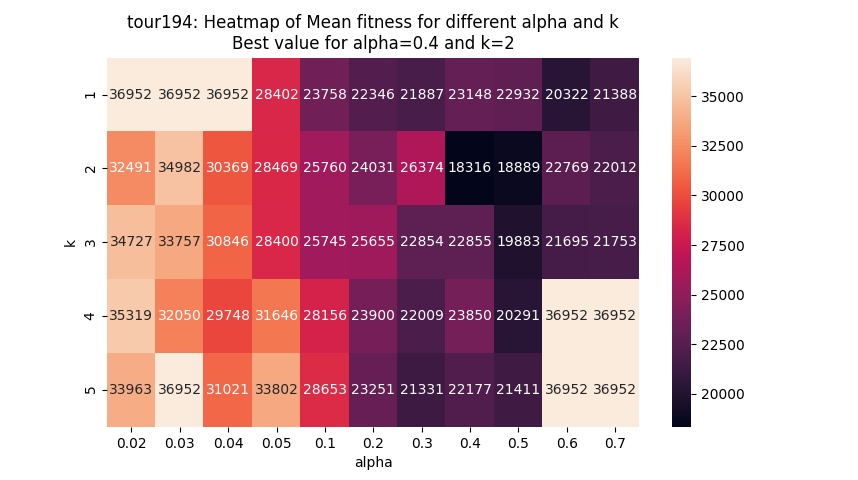 tour194: Heatmap of Mean fitness for different alpha and k
Best value for alpha=0.4 and k=2
1 36952 36952 36952 28402 23758 22346 21887 23148 22932 20322 21388
2 32491 34982 30369 28469 25760 24031 26374 18316 18889 22769 22012
k
3 34727 33757 30846 28400 25745 25655 22854 22855 19883 21695 21753
4 35319 32050 29748 31646 28156 23900 22009 23850 20291 36952 36952
5 33963 36952 31021 33802 28653 23251 21331 22177 21411 36952 36952
0.02 0.03 0.04 0.05 0.1 0.2 0.3 0.4 0.5 0.6 0.7
alpha
35000
32500
30000
27500
25000
22500
20000